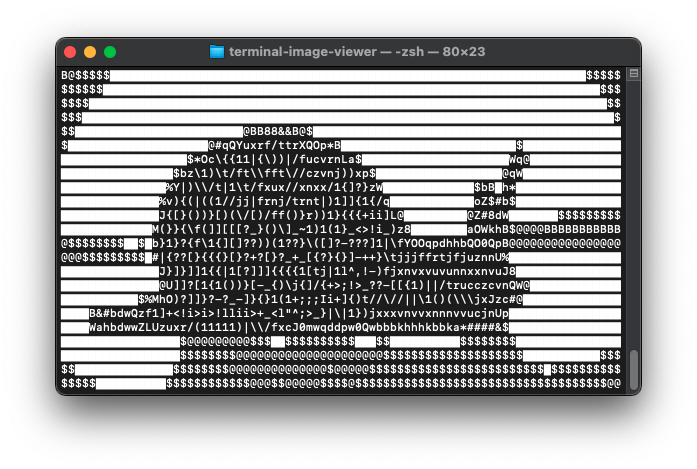 terminal-image-viewer — -zsh — 80×23
B@$$$$$ $$$$$
$$$$$$ $$$
$$$$ $$
$$$ $
$$ @BB88&&B@$
$ @#qQYuxrf/ttrXQOp*B $
$*Oc\{{11|{\))|/fucvrnLa$ Wq@
$bz\1)\t/ft\\fft\//czvnj))xp$ @qW
%Y|)\\/t|1\t/fxux//xnxx/1{]?}zW $bB h*
%v){(|((1//jj|frnj/trnt|)1]]{1{/q oZ$#b$
J{[}())}[)(\/[)/ff()}r))1}{{{+ii]L@ @Z#8dW $$$$$$$$$
M()}{\f()]][[[?_}()\]_~1)1(1}_<>!i_)z8 aOWkhB$@@@@BBBBBBBBBBB
@$$$$$$$$ $ b}1}?{f\1{][]??))(1??}\([]?–???]1|\fYOOqpdhhbQO0QpB@@@@@@@@@@@@@@@@
@@@$$$$$$$$$ #|{??[}{{{[}[?+?[}?_+_[{?}{}]–++}\tjjjffrtjfjuznnU%
J}]}]]1{{|1[?]]]{{{{1[tj|1l^,!–)fjxnvxvuvunnxxnvuJ8
@U]]?[1{1())}[–_()\j[/{+>;!>_??–[[{1)||/trucczcvnQW@
$%MhO)?]]}?–?_–]}{}1(1+;;;Ii+]{)t//\//||\1()(\\\jxJzc#@
B&#bdwQzf1]+<!i>i>!llii>+_<l"^;>_}|\|1})jxxxvnvvxnnnvvucjnUp
WahbdwwZLUzuxr/(11111)|\\/fxcJ0mwqddpw0Qwbbbkhhhkbbka*####&$
$@@@@@@@@@$$$ $$$$$$$$$$ $$ $$$$$$$$
$$$$$$$$@@@@@@@@@@@@@@@@@@@@@$$$$$$$$$$$$$$$$$$$$ $$$
$$ $$$$$$$$@@@@@@@@@@@@@@$@@@@@$$$$$$$$$$$$$$$$$$$$$$$$$ $$$$$$$$$$
$$$$$ $$$$$$$$$$$$@@@$$@@@@@$$$$@$$$$$$$$$$$$$$$$$$$$$$$$$$$$$$$$$$$$@@